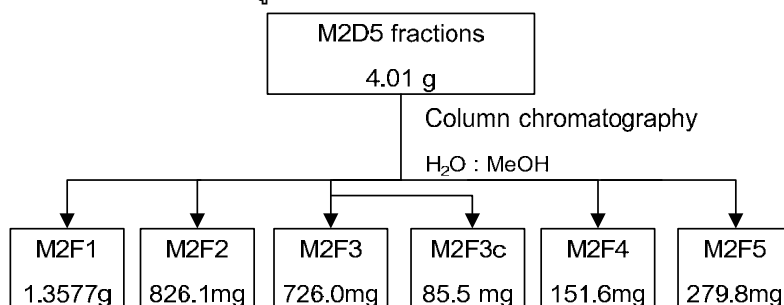 M2D5 fractions
4.01 g
Column chromatography
H₂O : MeOH
M2F1 M2F2 M2F3 M2F3c M2F4 M2F5
1.3577g 826.1mg 726.0mg 85.5 mg 151.6mg 279.8mg